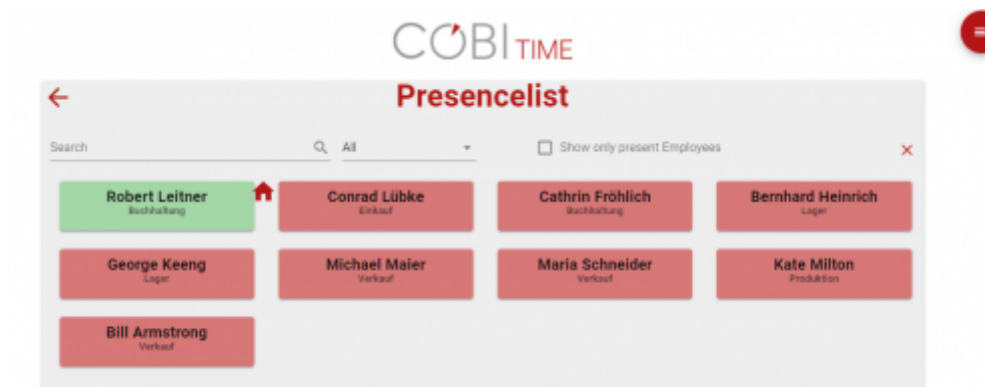 COBI TIME
Presencelist
Search All Show only present Employees
Robert Leitner
Buchhaltung
Conrad Lübke
Einkauf
Cathrin Fröhlich
Buchhaltung
Bernhard Heinrich
Lager
George Keeng
Lager
Michael Maier
Verkauf
Maria Schneider
Verkauf
Kate Milton
Produktion
Bill Armstrong
Verkauf